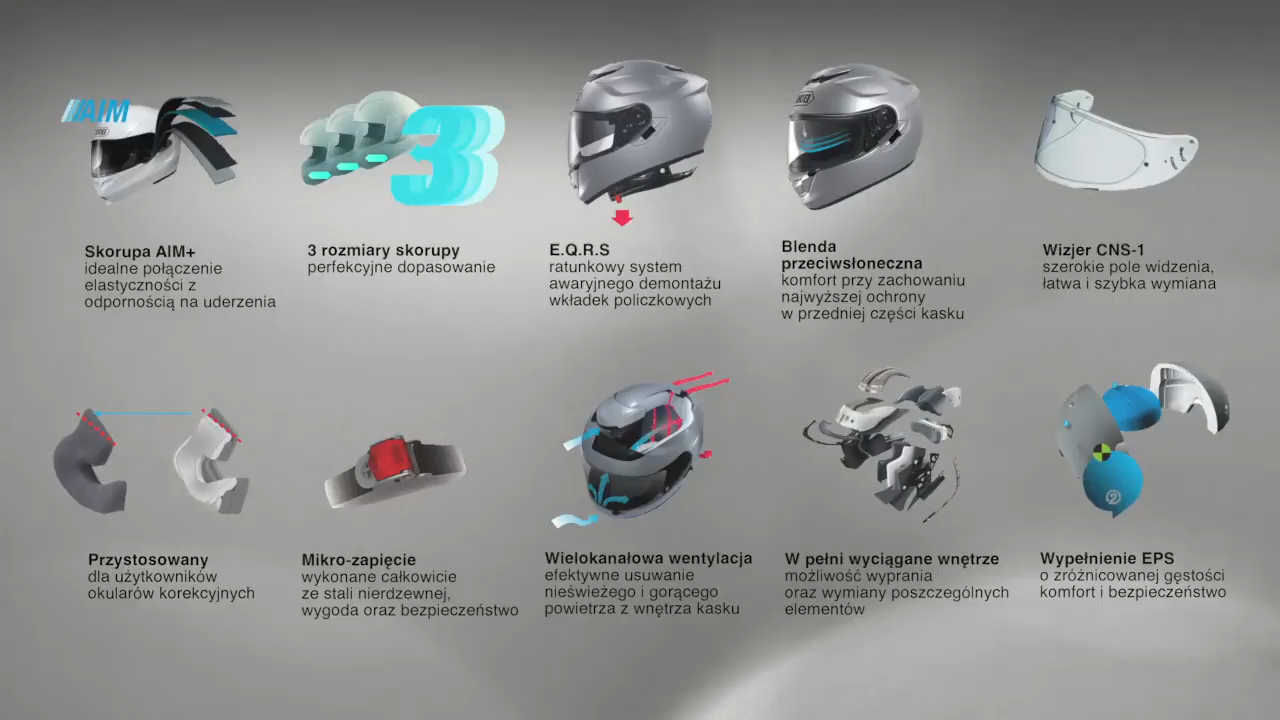 AIM
3
SHOEI
Skorupa AIM+
idealne połączenie
elastyczności z
odpornością na uderzenia
3 rozmiary skorupy
perfekcyjne dopasowanie
E.Q.R.S
ratunkowy system
awaryjnego demontażu
wkładek policzkowych
Blenda
przeciwsłoneczna
komfort przy zachowaniu
najwyższej ochrony
w przedniej części kasku
Wizjer CNS-1
szerokie pole widzenia,
łatwa i szybka wymiana
2
Przystosowany
dla użytkowników
okularów korekcyjnych
Mikro-zapięcie
wykonane całkowicie
ze stali nierdzewnej,
wygoda oraz bezpieczeństwo
Wielokanałowa wentylacja
efektywne usuwanie
nieświeżego i gorącego
powietrza z wnętrza kasku
W pełni wyciągane wnętrze
możliwość wyprania
oraz wymiany poszczególnych
elementów
Wypełnienie EPS
o zróżnicowanej gęstości
komfort i bezpieczeństwo